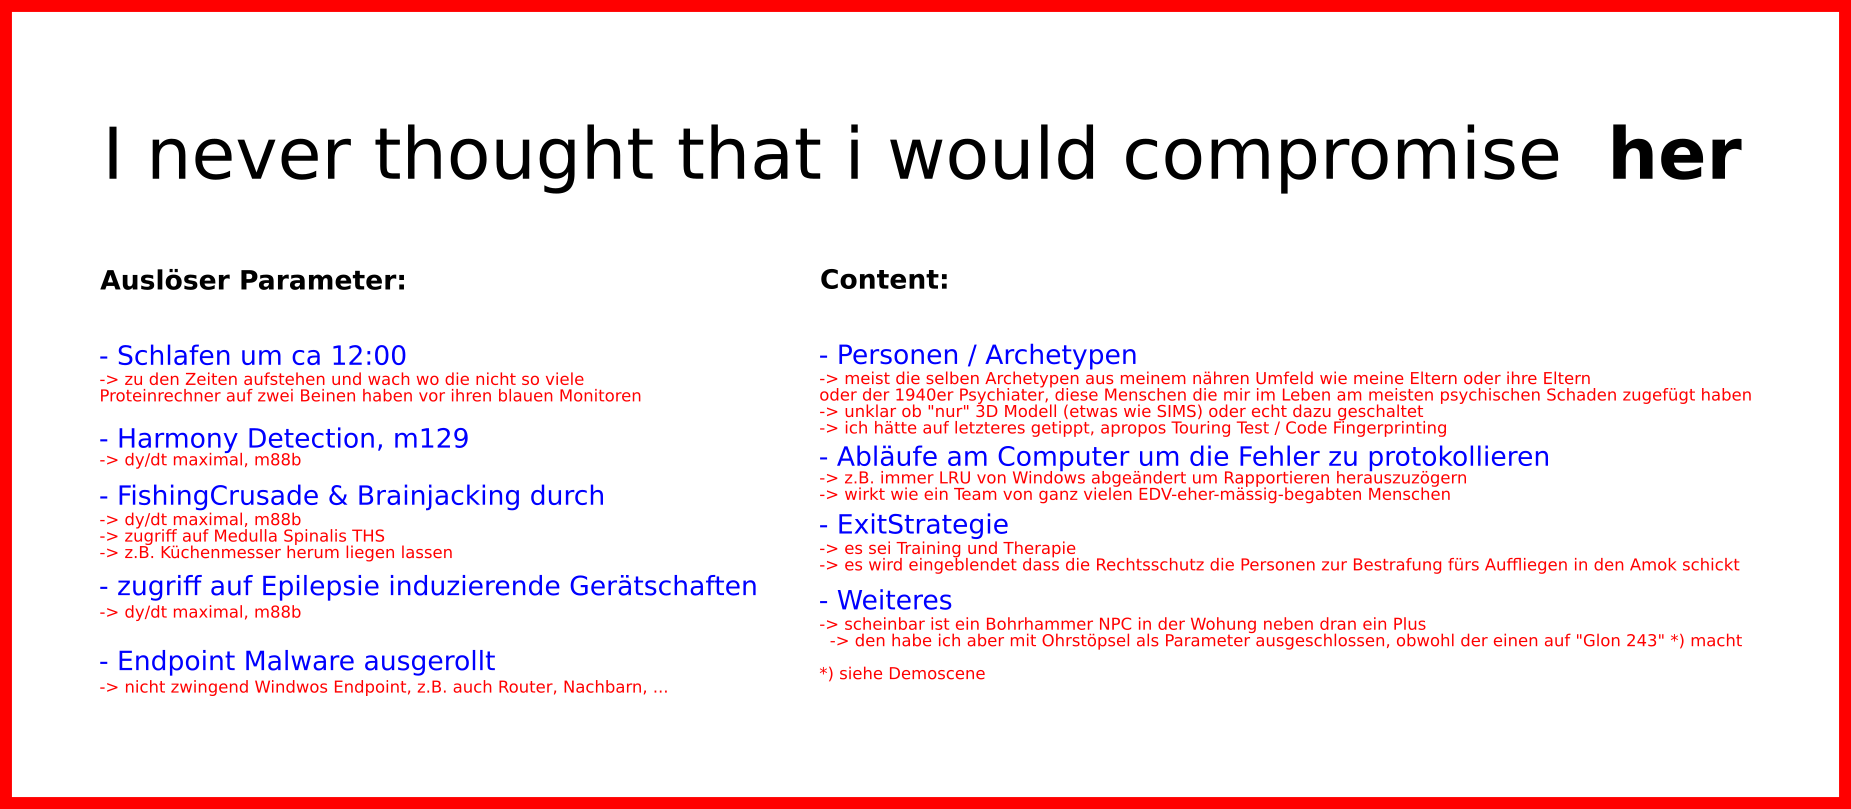 I never thought that i would compromise her
Auslöser Parameter:
- Schlafen um ca 12:00
-> zu den Zeiten aufstehen und wach wo die nicht so viele
Proteinrechner auf zwei Beinen haben vor ihren blauen Monitoren
- Harmony Detection, m129
-> dy/dt maximal, m88b
- FishingCrusade & Brainjacking durch
-> dy/dt maximal, m88b
-> zugriff auf Medulla Spinalis THS
-> z.B. Küchenmesser herum liegen lassen
- zugriff auf Epilepsie induzierende Gerätschaften
-> dy/dt maximal, m88b
- Endpoint Malware ausgerollt
-> nicht zwingend Windwos Endpoint, z.B. auch Router, Nachbarn, ...
Content:
- Personen / Archetypen
-> meist die selben Archetypen aus meinem nähren Umfeld wie meine Eltern oder ihre Eltern
oder der 1940er Psychiater, diese Menschen die mir im Leben am meisten psychischen Schaden zugefügt haben
-> unklar ob "nur" 3D Modell (etwas wie SIMS) oder echt dazu geschaltet
-> ich hätte auf letzteres getippt, apropos Touring Test / Code Fingerprinting
- Abläufe am Computer um die Fehler zu protokollieren
-> z.B. immer LRU von Windows abgeändert um Rapportieren herauszuzögern
-> wirkt wie ein Team von ganz vielen EDV-eher-mässig-begabten Menschen
- ExitStrategie
-> es sei Training und Therapie
-> es wird eingeblendet dass die Rechtsschutz die Personen zur Bestrafung fürs Auffliegen in den Amok schickt
- Weiteres
-> scheinbar ist ein Bohrhammer NPC in der Wohung neben dran ein Plus
-> den habe ich aber mit Ohrstöpsel als Parameter ausgeschlossen, obwohl der einen auf "Glon 243" *) macht
*) siehe Demoscene